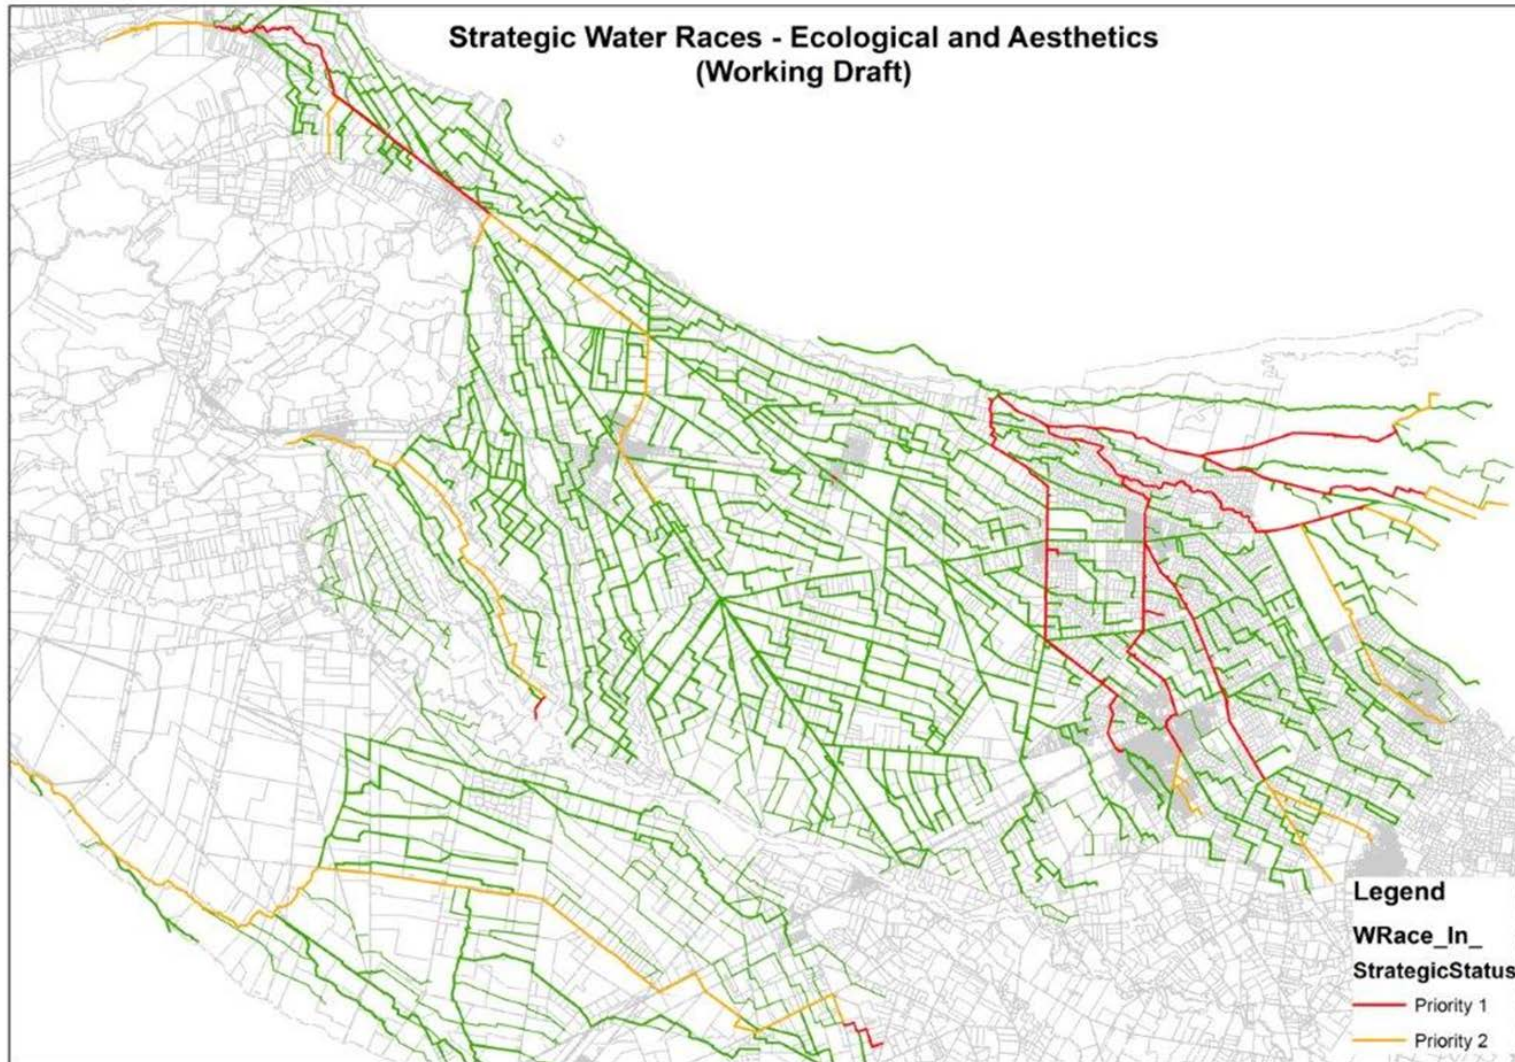 Strategic Water Races - Ecological and Aesthetics
(Working Draft)
Legend
WRace_In_
StrategicStatus
Priority 1
Priority 2